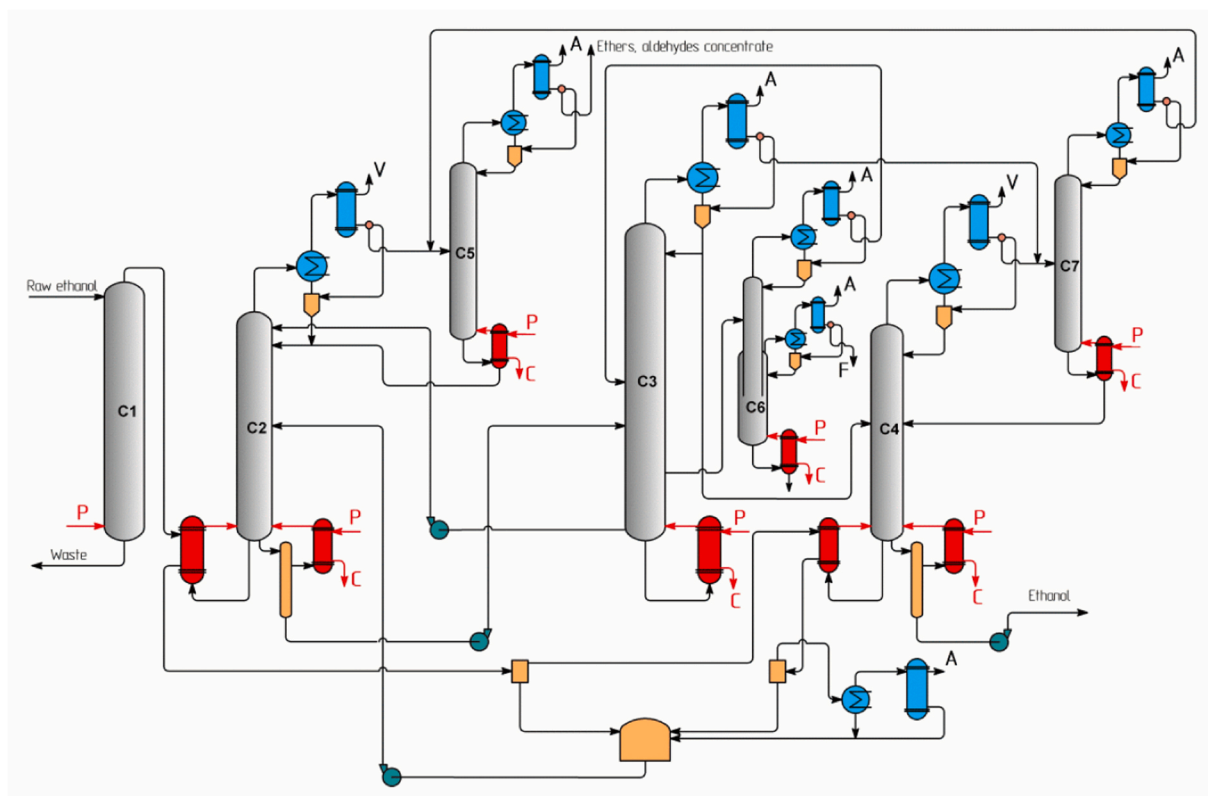 A
Ethers, aldehydes concentrate
A
A
V
A
V
A
C5
C7
Raw ethanol
A
P
P
C
F
C
C1
C2
C3
C6
C4
P
C
P
P
P
P
Waste
C
C
C
Ethanol
A